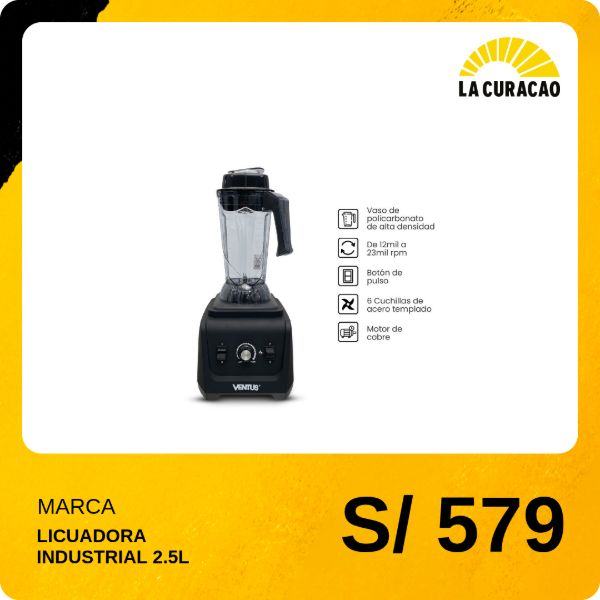 LA CURACAO
Vaso de
policarbonato
de alta densidad
De 12mil a
23mil rpm
Botón de
pulso
6 Cuchillas de
acero templado
Motor de
cobre
VENTUS
MARCA
LICUADORA
INDUSTRIAL 2.5L
S/ 579